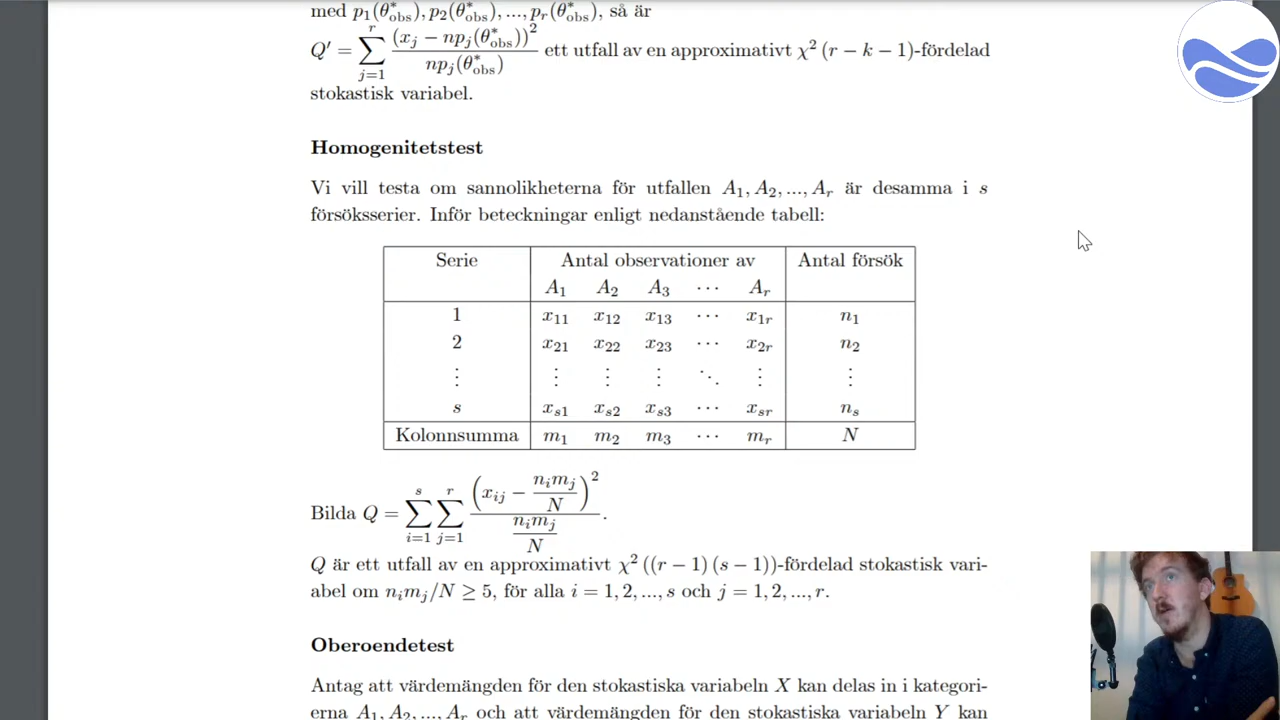 med p₁(θ*obs), p₂(θ*obs), ..., pᵣ(θ*obs), så är
Q′ = ∑_{j=1}^{r} (xⱼ − npⱼ(θ*obs))² / npⱼ(θ*obs) ett utfall av en approximativt χ² (r − k − 1)-fördelad
stokastisk variabel.
Homogenitetstest
Vi vill testa om sannolikheterna för utfallen A₁, A₂, ..., Aᵣ är desamma i s
försöksserier. Inför beteckningar enligt nedanstående tabell:
Serie Antal observationer av Antal försök
A₁ A₂ A₃ ⋯ Aᵣ
1 x₁₁ x₁₂ x₁₃ ⋯ x₁ᵣ n₁
2 x₂₁ x₂₂ x₂₃ ⋯ x₂ᵣ n₂
⋮ ⋮ ⋮ ⋮ ⋱ ⋮ ⋮
s xₛ₁ xₛ₂ xₛ₃ ⋯ xₛᵣ nₛ
Kolonnsumma m₁ m₂ m₃ ⋯ mᵣ N
Bilda Q = ∑_{i=1}^{s} ∑_{j=1}^{r} (xᵢⱼ − nᵢmⱼ/N)² / (nᵢmⱼ/N).
Q är ett utfall av en approximativt χ² ((r − 1) (s − 1))-fördelad stokastisk vari-
abel om nᵢmⱼ/N ≥ 5, för alla i = 1, 2, ..., s och j = 1, 2, ..., r.
Oberoendetest
Antag att värdemängden för den stokastiska variabeln X kan delas in i kategori-
erna A₁, A₂, ..., Aᵣ och att värdemängden för den stokastiska variabeln Y kan